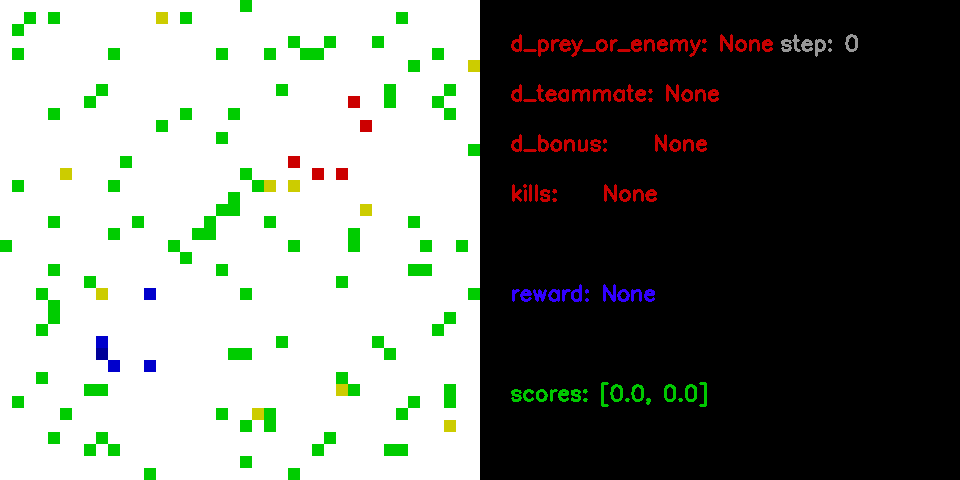 d_prey_or_enemy: None step: 0
d_teammate: None
d_bonus: None
kills: None
reward: None
scores: [0.0, 0.0]